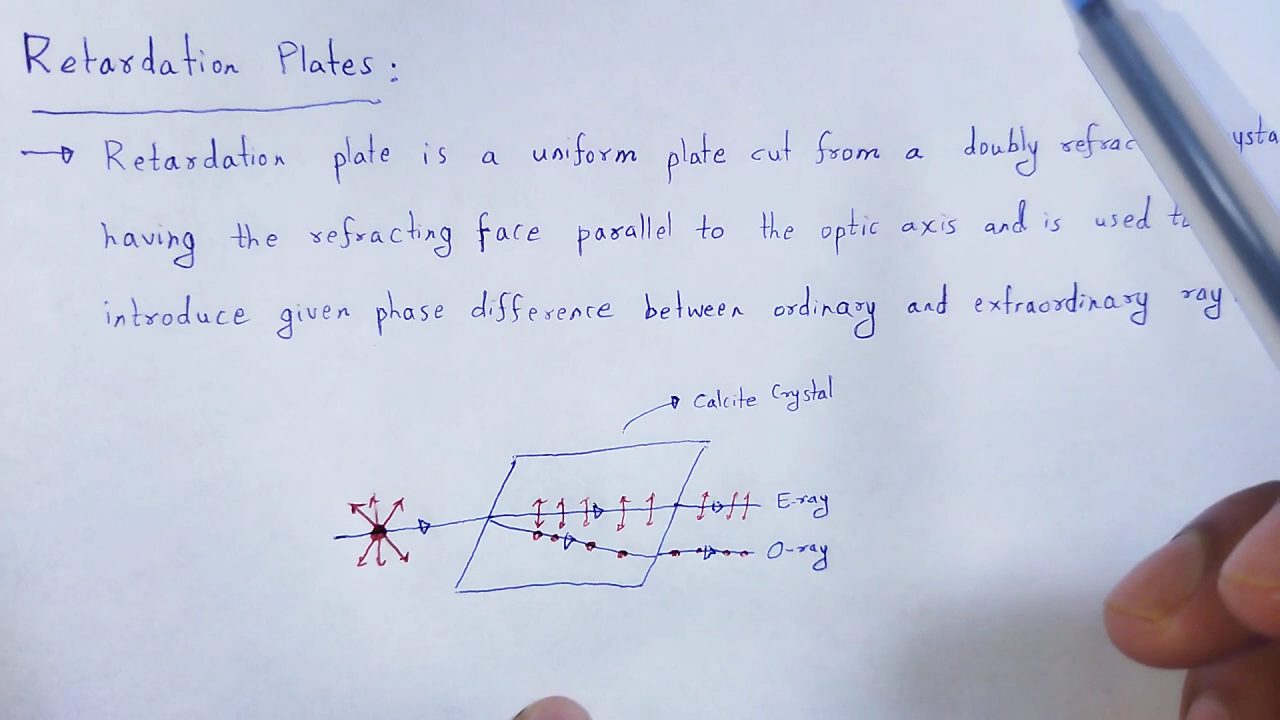 Retardation Plates:
Retardation plate is a uniform plate cut from a doubly
having the refracting face parallel to the optic axis and is used
introduce given phase difference between ordinary and extraordinary ray
Calcite Crystal
E-ray
O-ray